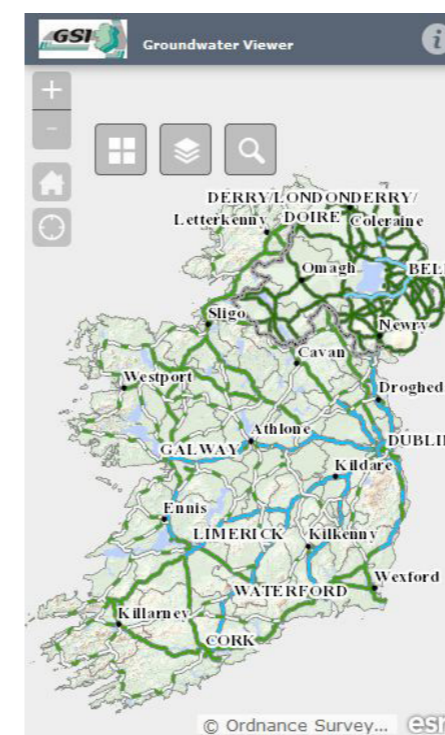 GSI
Groundwater Viewer
i
+
-
DERRY/LONDONDERRY/
Letterkenny
DOIRE
Coleraine
Omagh
BEL
Sligo
Newry
Cavan
Westport
Droghed
Athlone
GALWAY
DUBLI
Kildare
Ennis
LIMERICK
Kilkenny
WATERFORD
Wexford
Killarney
CORK
© Ordnance Survey...
esr